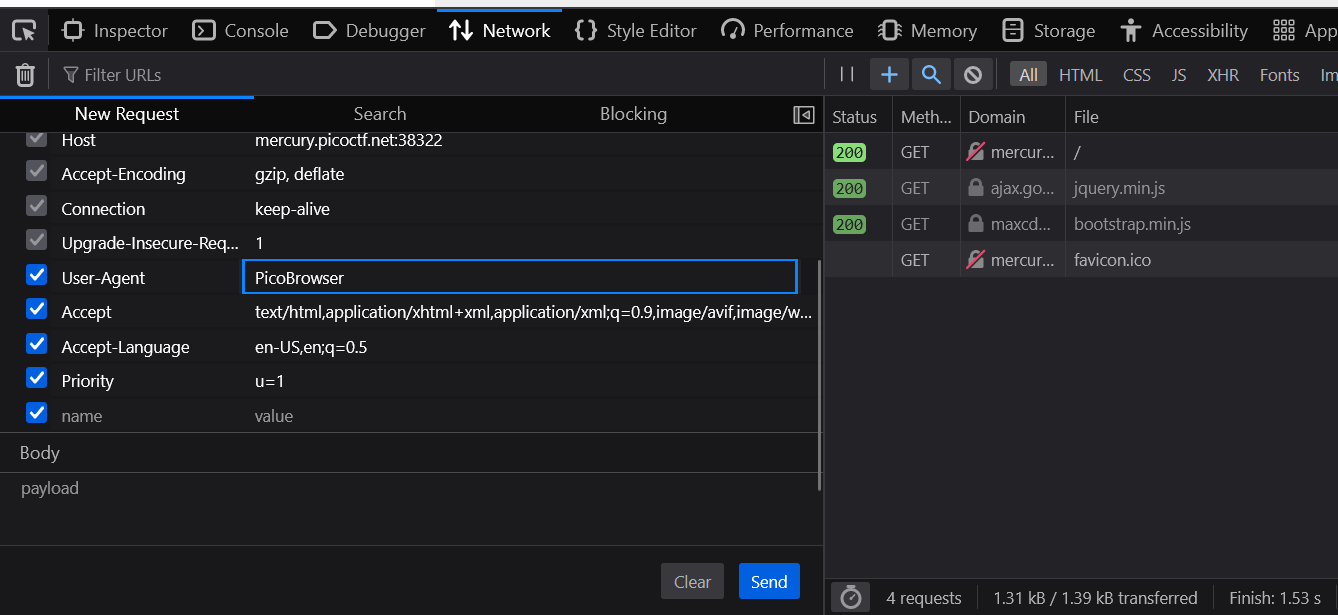 Inspector Console Debugger Network Style Editor Performance Memory Storage Accessibility App
Filter URLs
All HTML CSS JS XHR Fonts Im
New Request Search Blocking
Host mercury.picoctf.net:38322
Accept-Encoding gzip, deflate
Connection keep-alive
Upgrade-Insecure-Req... 1
User-Agent PicoBrowser
Accept text/html,application/xhtml+xml,application/xml;q=0.9,image/avif,image/w...
Accept-Language en-US,en;q=0.5
Priority u=1
name value
Body
payload
Clear Send
Status Meth... Domain File
200 GET mercur... /
200 GET ajax.go... jquery.min.js
200 GET maxcd... bootstrap.min.js
GET mercur... favicon.ico
4 requests 1.31 kB / 1.39 kB transferred Finish: 1.53 s